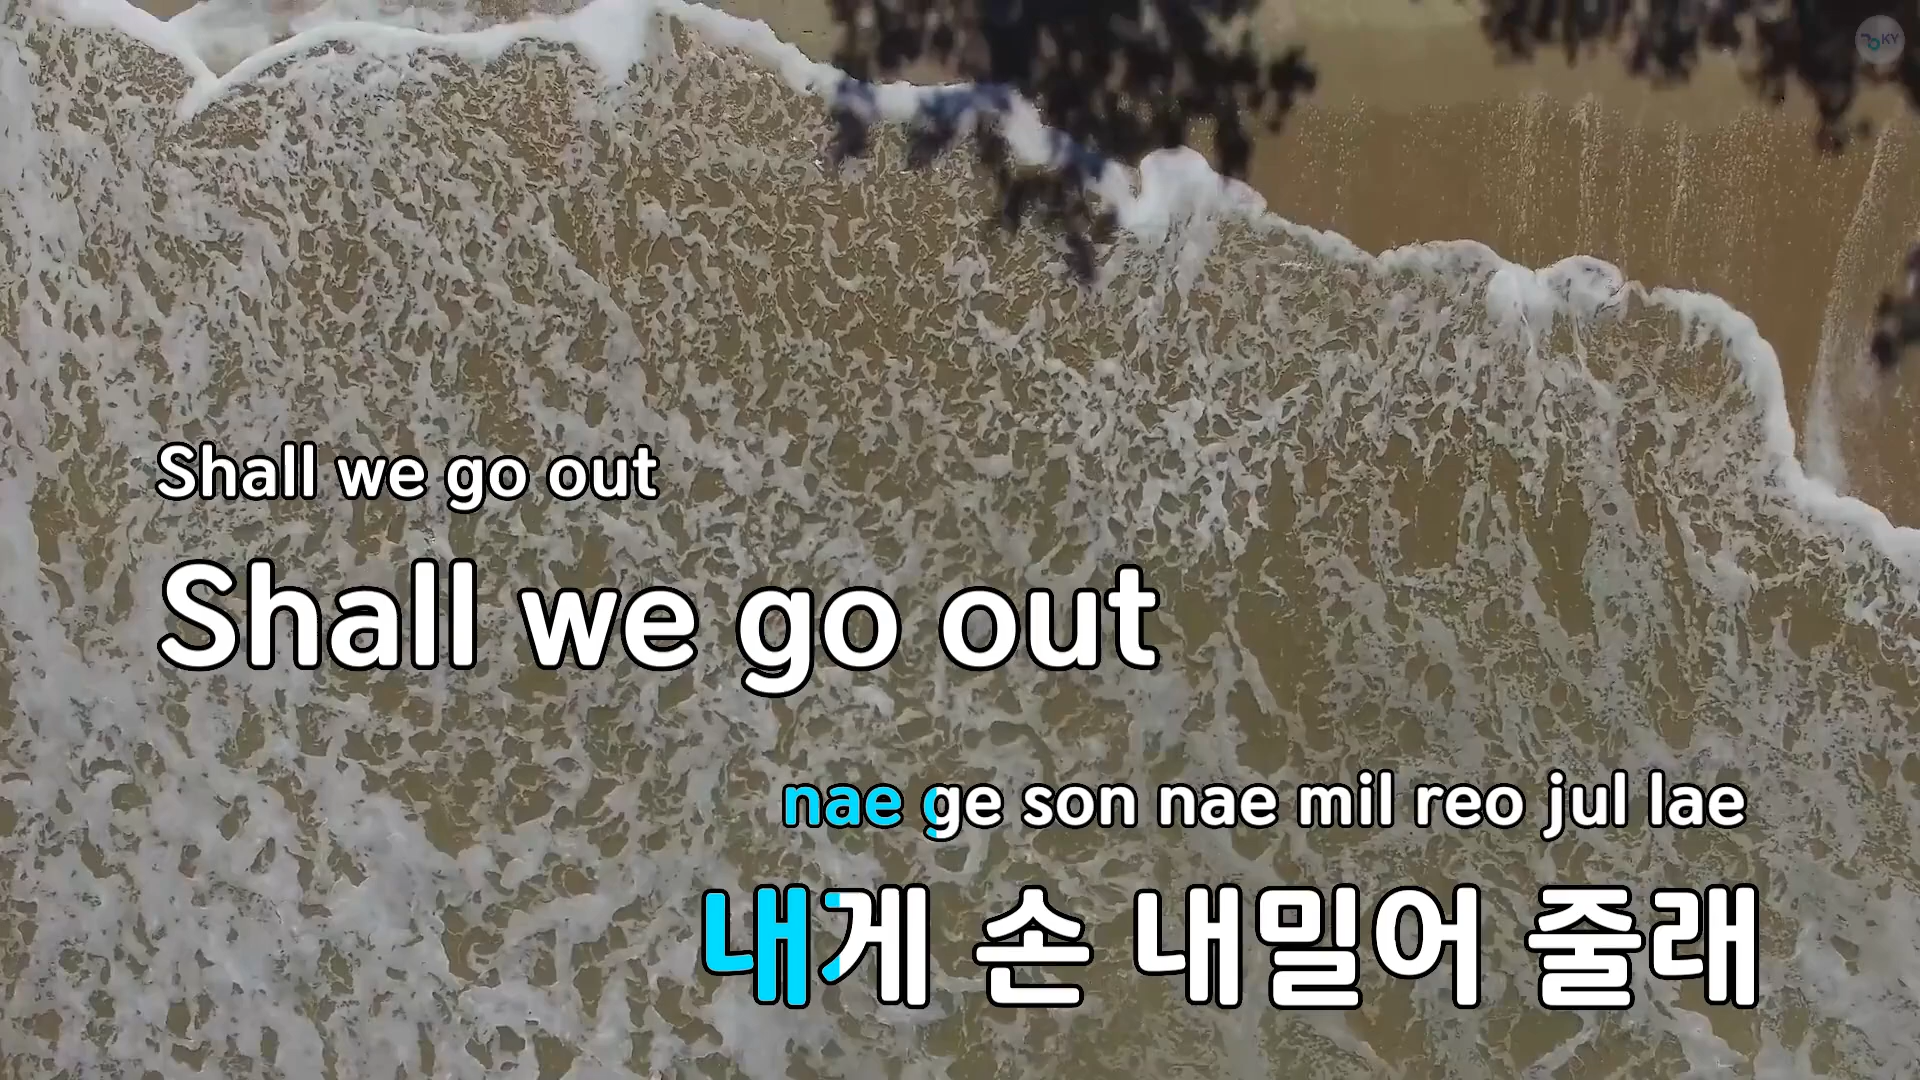 KY
Shall we go out
Shall we go out
nae ge son nae mil reo jul lae
내게 손 내밀어 줄래